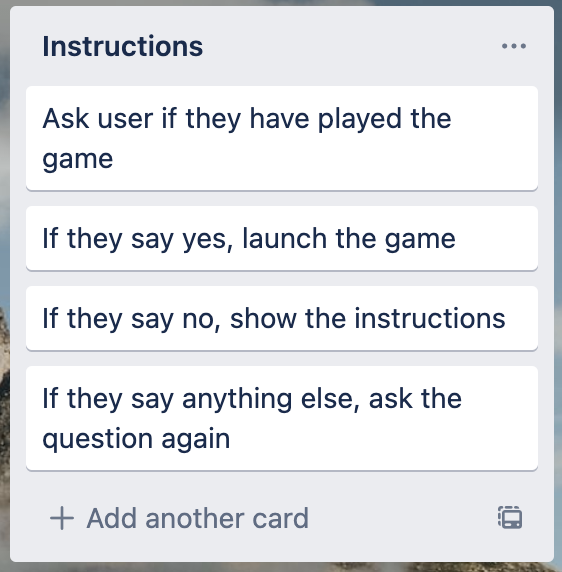 Instructions
Ask user if they have played the
game
If they say yes, launch the game
If they say no, show the instructions
If they say anything else, ask the
question again
Add another card